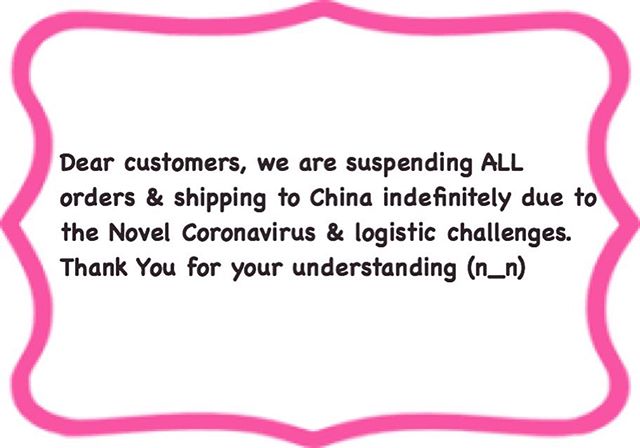 Dear customers, we are suspending ALL
orders & shipping to China indefinitely due to
the Novel Coronavirus & logistic challenges.
Thank You for your understanding (n_n)